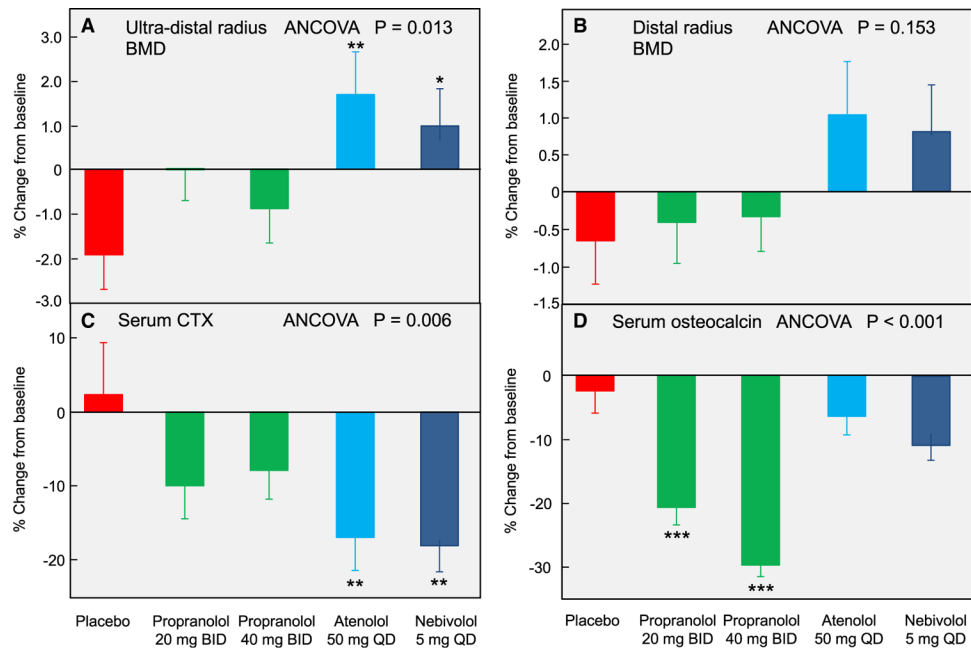 A Ultra-distal radius ANCOVA P = 0.013
BMD
**
*
% Change from baseline
3.0
2.0
1.0
0
-1.0
-2.0
-3.0
B Distal radius ANCOVA P = 0.153
BMD
% Change from baseline
2.0
1.5
1.0
0.5
0
-0.5
-1.0
-1.5
C Serum CTX ANCOVA P = 0.006
% Change from baseline
10
0
-10
-20
**
**
Placebo
Propranolol
20 mg BID
Propranolol
40 mg BID
Atenolol
50 mg QD
Nebivolol
5 mg QD
D Serum osteocalcin ANCOVA P < 0.001
% Change from baseline
0
-10
-20
-30
***
***
Placebo
Propranolol
20 mg BID
Propranolol
40 mg BID
Atenolol
50 mg QD
Nebivolol
5 mg QD